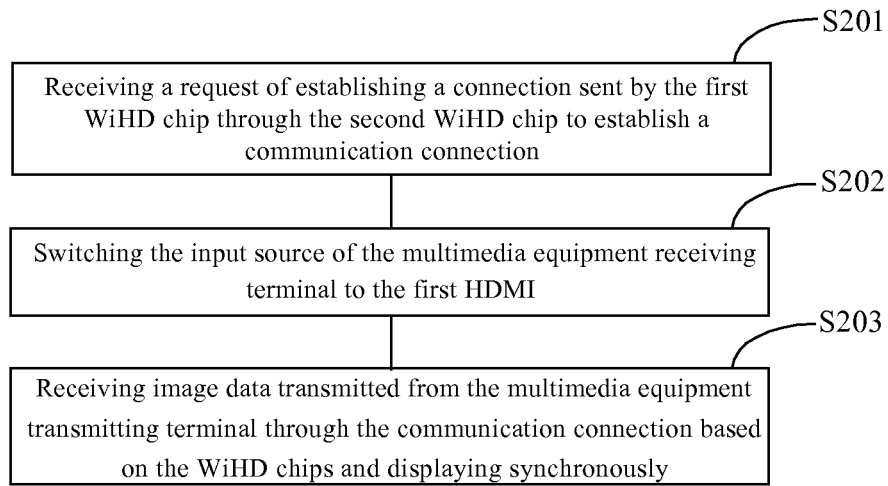 S201
Receiving a request of establishing a connection sent by the first
WiHD chip through the second WiHD chip to establish a
communication connection
S202
Switching the input source of the multimedia equipment receiving
terminal to the first HDMI
S203
Receiving image data transmitted from the multimedia equipment
transmitting terminal through the communication connection based
on the WiHD chips and displaying synchronously